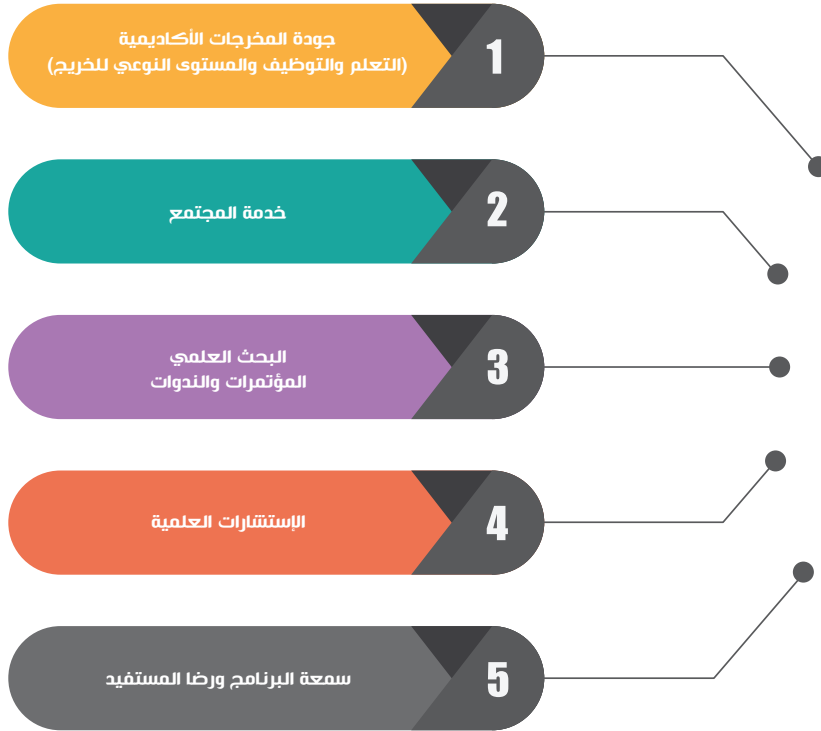 1
جودة المخرجات الأكاديمية
(التعلم والتوظيف والمستوى النوعي للخريج)
2
خدمة المجتمع
3
البحث العلمي
المؤتمرات والندوات
4
الإستشارات العلمية
5
سمعة البرنامج ورضا المستفيد